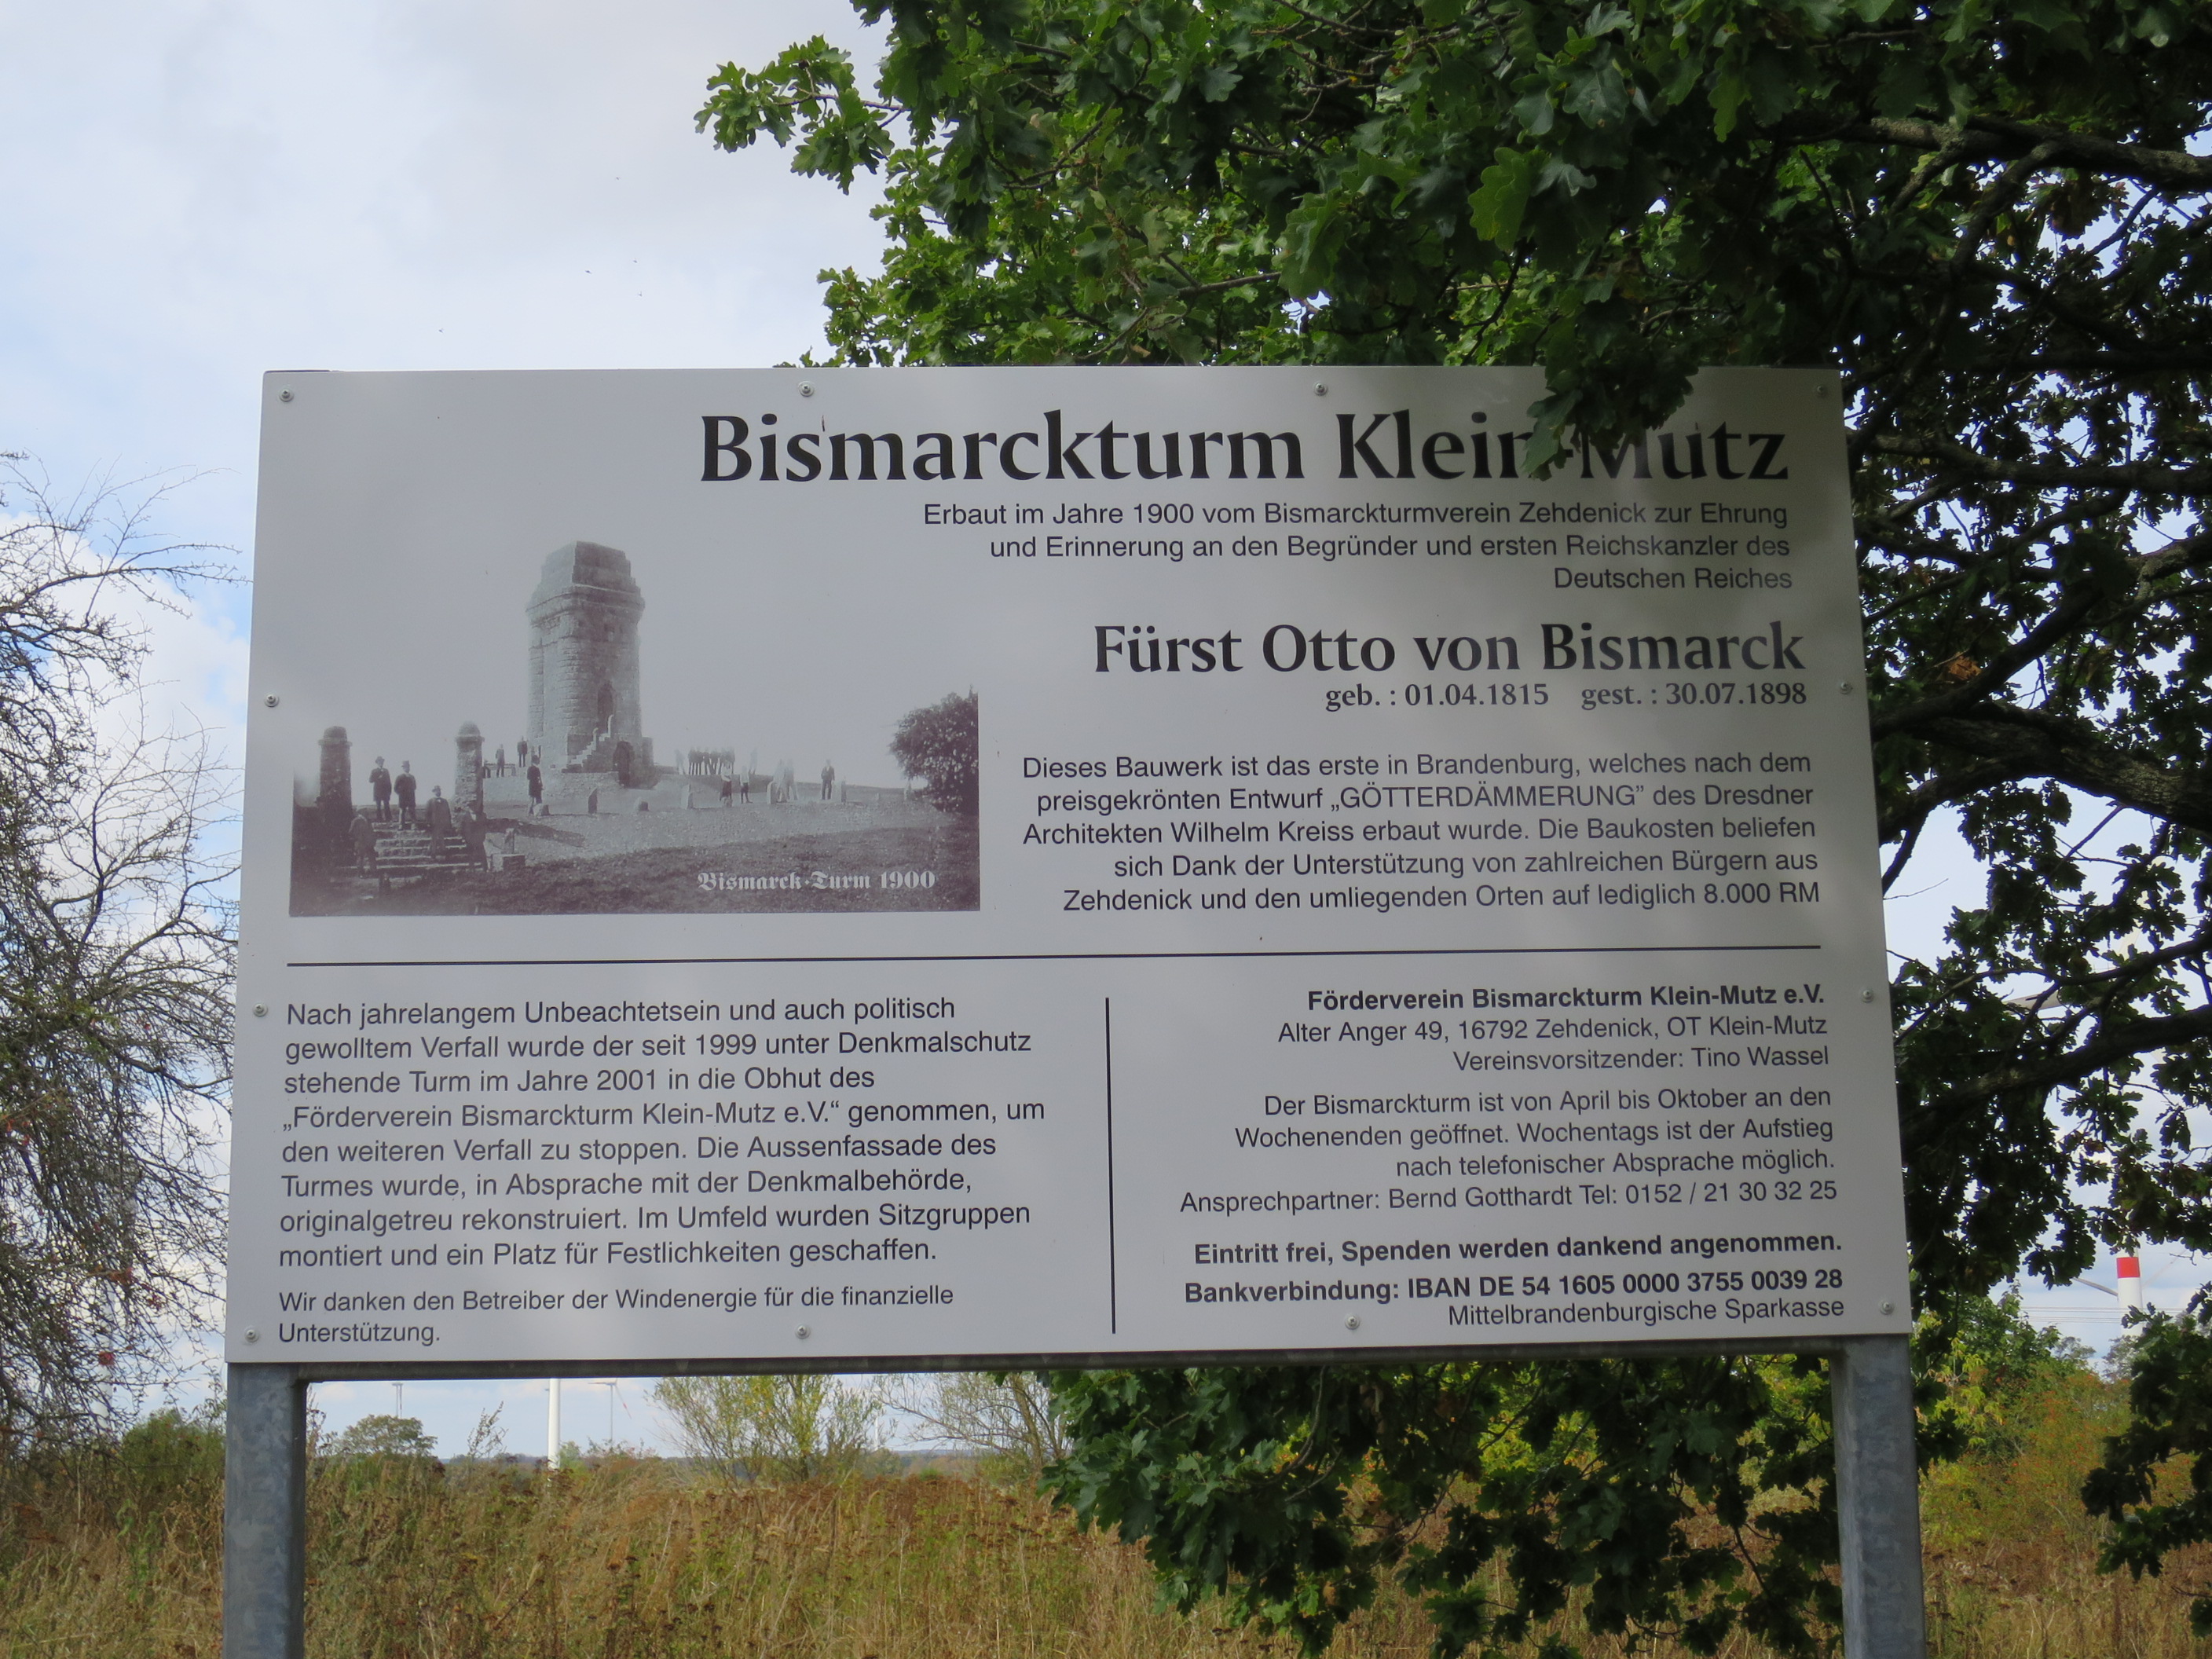 Bismarckturm Klein-Mutz
Erbaut im Jahre 1900 vom Bismarckturmverein Zehdenick zur Ehrung
und Erinnerung an den Begründer und ersten Reichskanzler des
Deutschen Reiches
Fürst Otto von Bismarck
geb. : 01.04.1815 gest. : 30.07.1898
Dieses Bauwerk ist das erste in Brandenburg, welches nach dem
preisgekrönten Entwurf „GÖTTERDÄMMERUNG” des Dresdner
Architekten Wilhelm Kreiss erbaut wurde. Die Baukosten beliefen
sich Dank der Unterstützung von zahlreichen Bürgern aus
Zehdenick und den umliegenden Orten auf lediglich 8.000 RM
Bismarck-Turm 1900
Nach jahrelangem Unbeachtetsein und auch politisch
gewolltem Verfall wurde der seit 1999 unter Denkmalschutz
stehende Turm im Jahre 2001 in die Obhut des
„Förderverein Bismarckturm Klein-Mutz e.V.“ genommen, um
den weiteren Verfall zu stoppen. Die Aussenfassade des
Turmes wurde, in Absprache mit der Denkmalbehörde,
originalgetreu rekonstruiert. Im Umfeld wurden Sitzgruppen
montiert und ein Platz für Festlichkeiten geschaffen.
Wir danken den Betreiber der Windenergie für die finanzielle
Unterstützung.
Förderverein Bismarckturm Klein-Mutz e.V.
Alter Anger 49, 16792 Zehdenick, OT Klein-Mutz
Vereinsvorsitzender: Tino Wassel
Der Bismarckturm ist von April bis Oktober an den
Wochenenden geöffnet. Wochentags ist der Aufstieg
nach telefonischer Absprache möglich.
Ansprechpartner: Bernd Gotthardt Tel: 0152 / 21 30 32 25
Eintritt frei, Spenden werden dankend angenommen.
Bankverbindung: IBAN DE 54 1605 0000 3755 0039 28
Mittelbrandenburgische Sparkasse